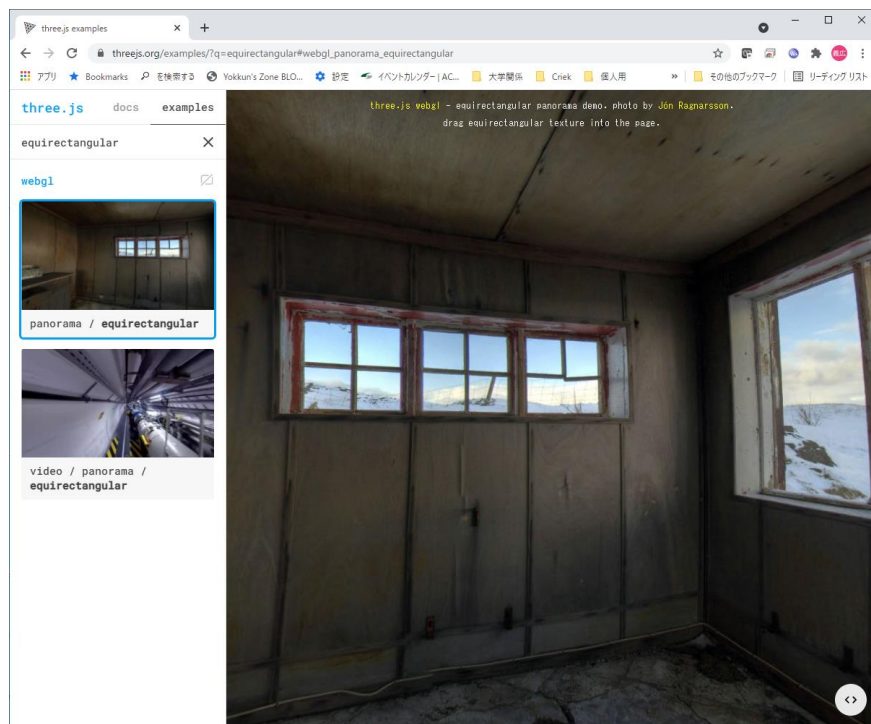 three.js examples
threejs.org/examples/?q=equirectangular#webgl_panorama_equirectangular
義広
アプリ Bookmarks を検索する Yokkun's Zone BLO... 設定 イベントカレンダー | AC... 大学関係 Criek 個人用 » その他のブックマーク リーディング リスト
three.js docs examples
equirectangular
webgl
panorama / equirectangular
video / panorama /
equirectangular
three.js webgl - equirectangular panorama demo. photo by Jón Ragnarsson.
drag equirectangular texture into the page.